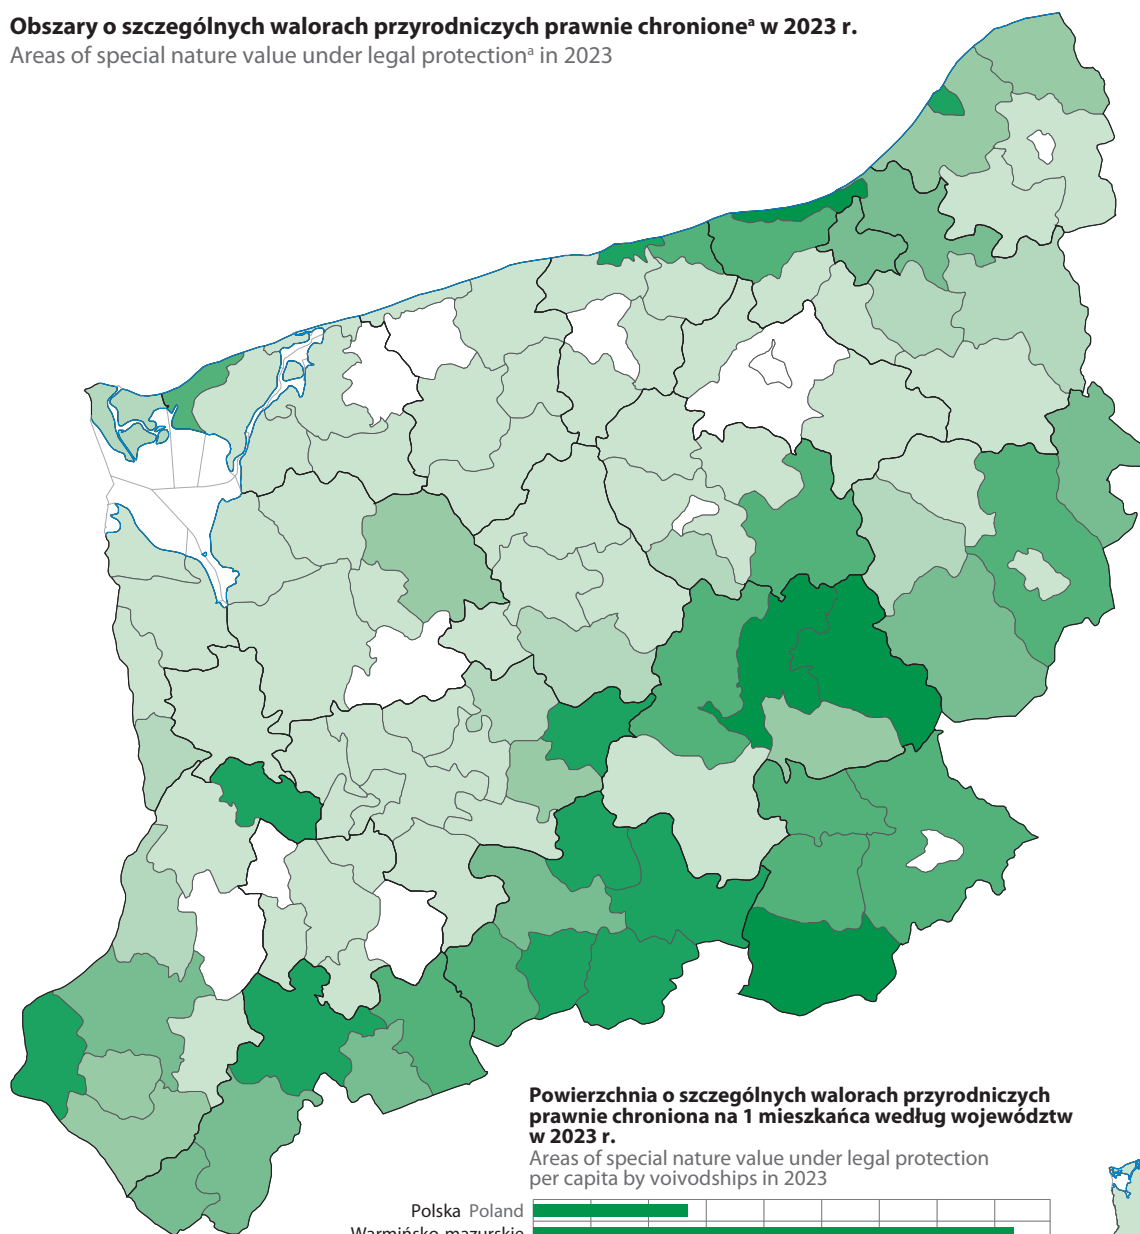 Obszary o szczególnych walorach przyrodniczych prawnie chronioneᵃ w 2023 r.
Areas of special nature value under legal protectionᵃ in 2023
Powierzchnia o szczególnych walorach przyrodniczych
prawnie chroniona na 1 mieszkańca według województw
w 2023 r.
Areas of special nature value under legal protection
per capita by voivodships in 2023
Polska Poland
Warmińsko-mazurskie